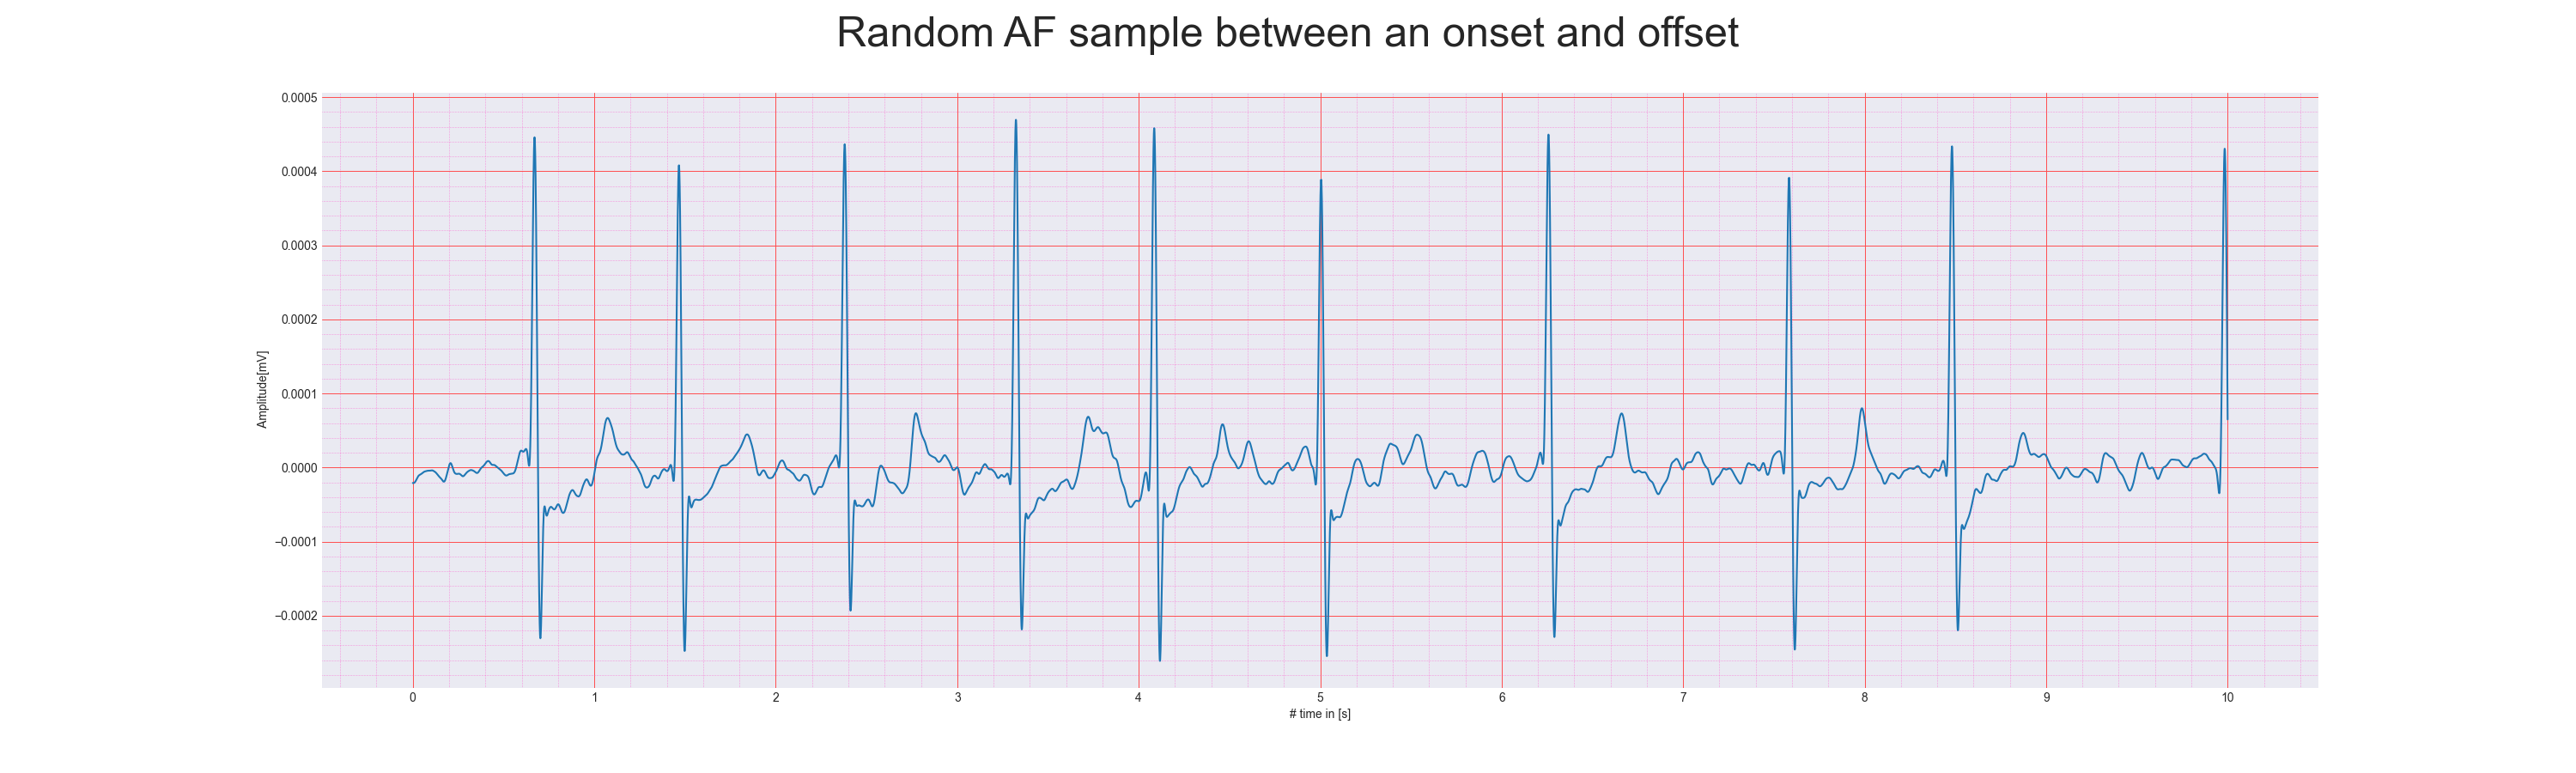 Random AF sample between an onset and offset
0.0005
0.0004
0.0003
0.0002
0.0001
0.0000
−0.0001
−0.0002
Amplitude[mV]
0 1 2 3 4 5 6 7 8 9 10
# time in [s]